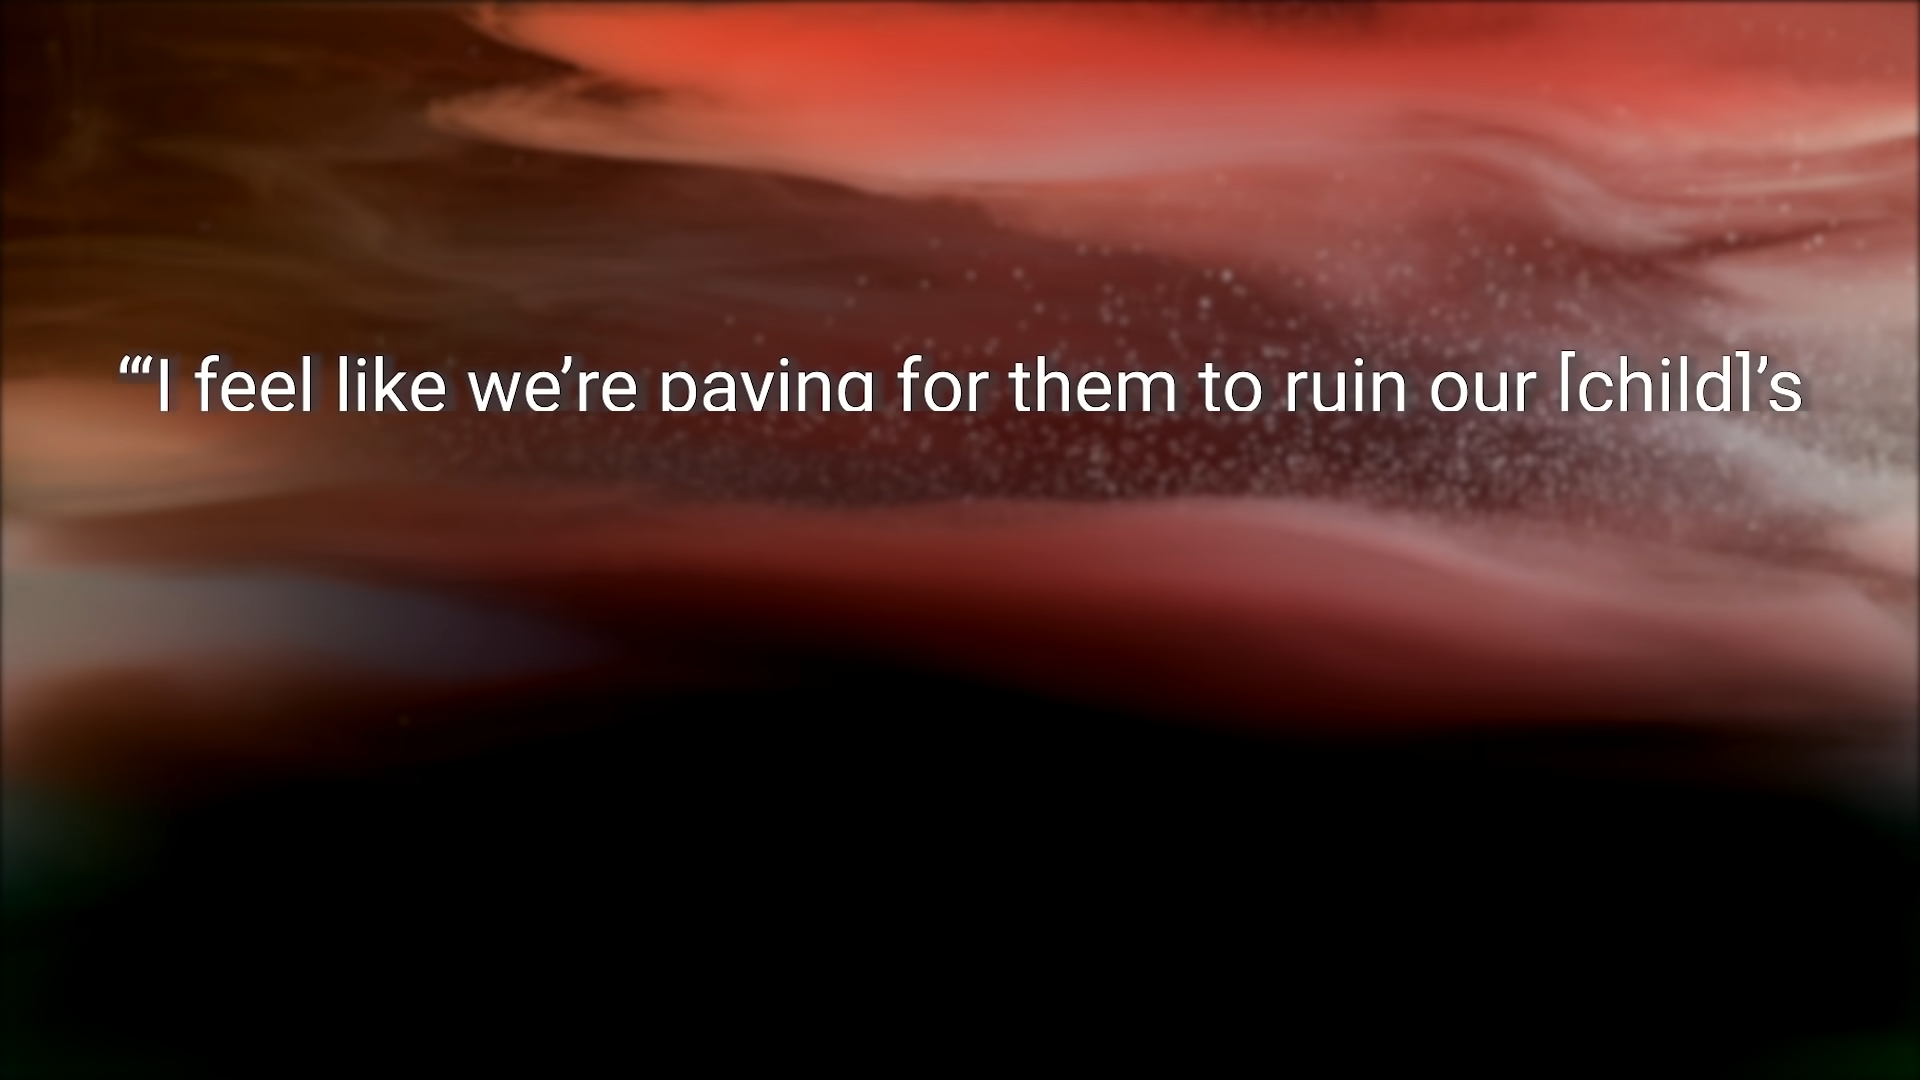 “‘I feel like we’re paying for them to ruin our [child]’s